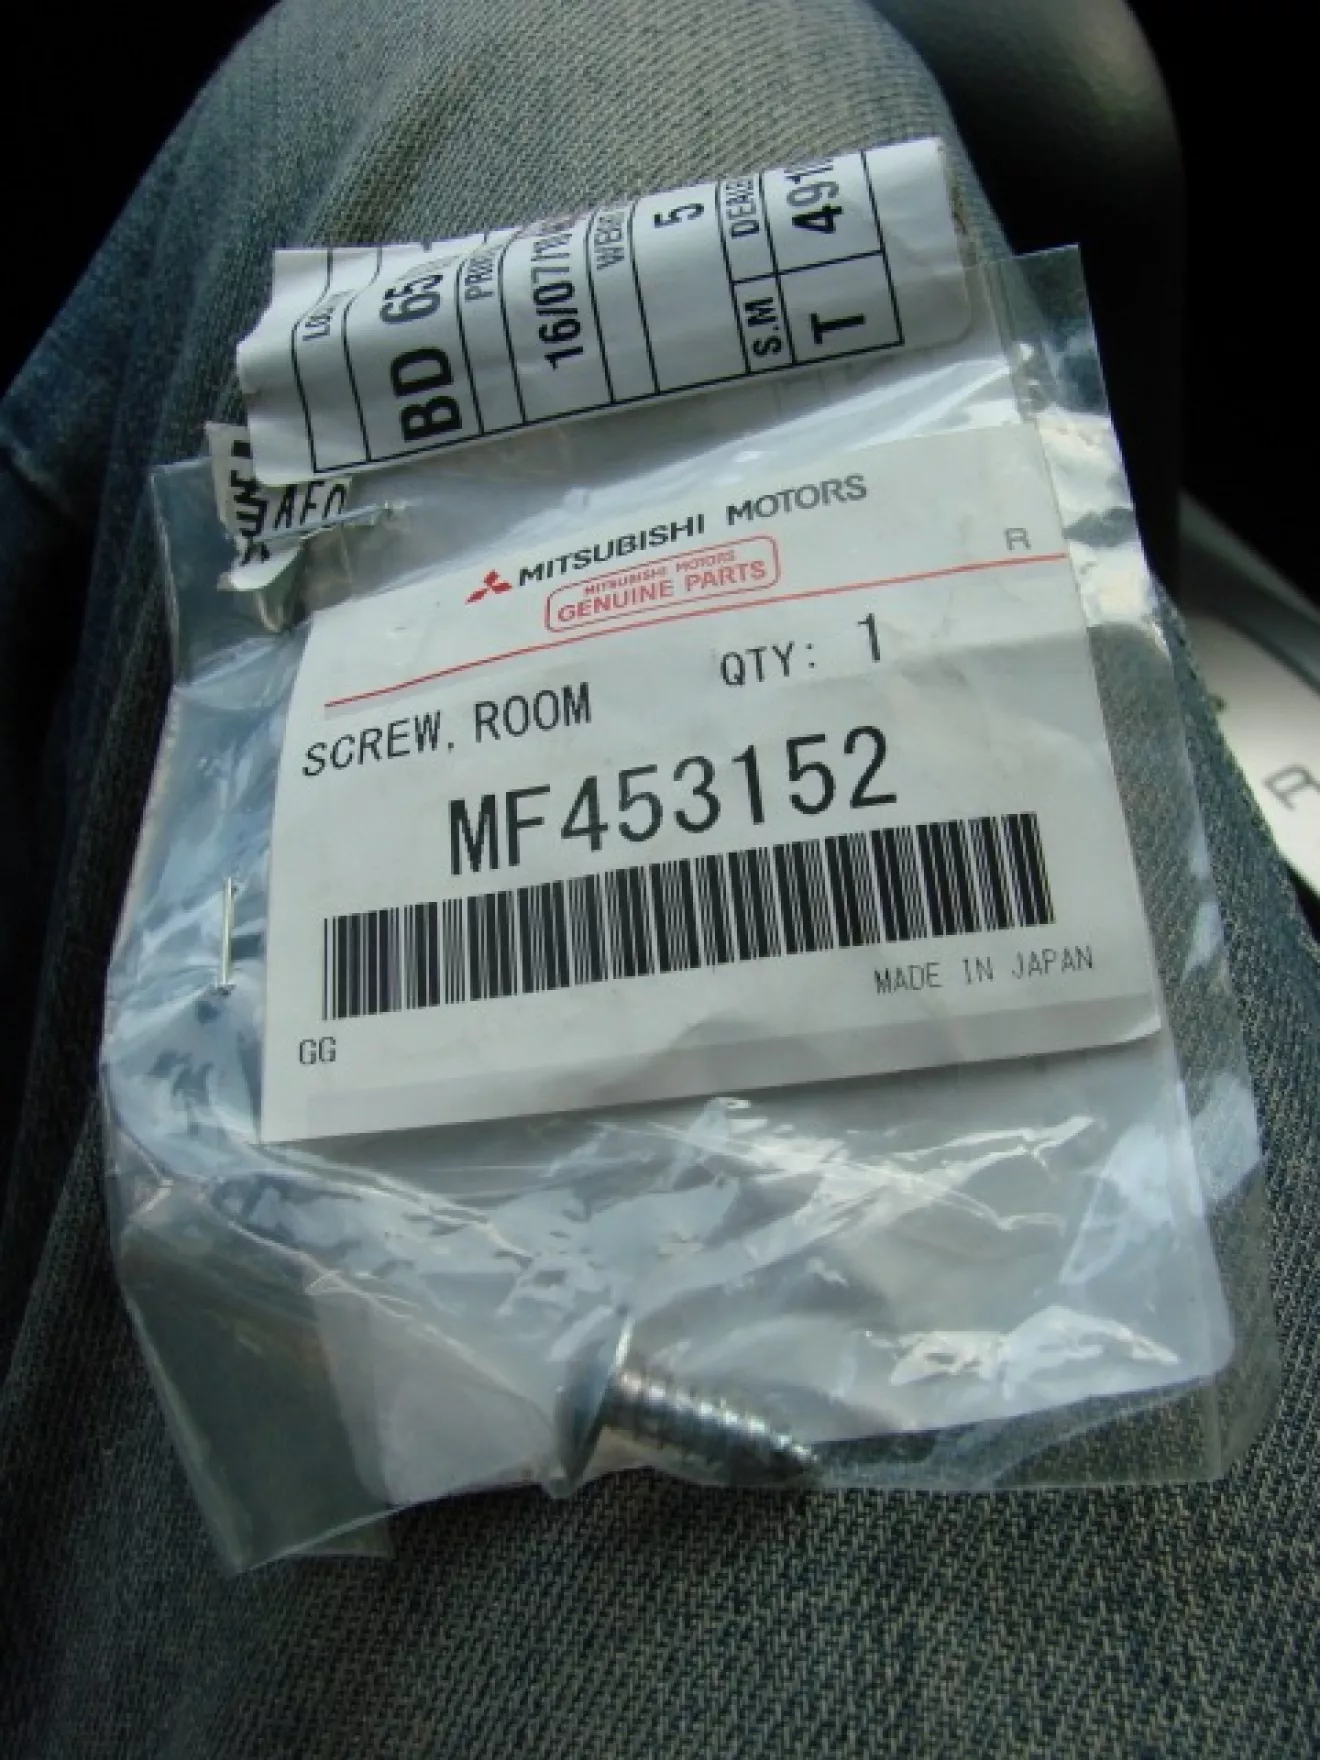 BD
16/07/
5
S.M
T
MITSUBISHI MOTORS
MITSUBISHI MOTORS
GENUINE PARTS
R
SCREW, ROOM QTY: 1
MF453152
MADE IN JAPAN
GG